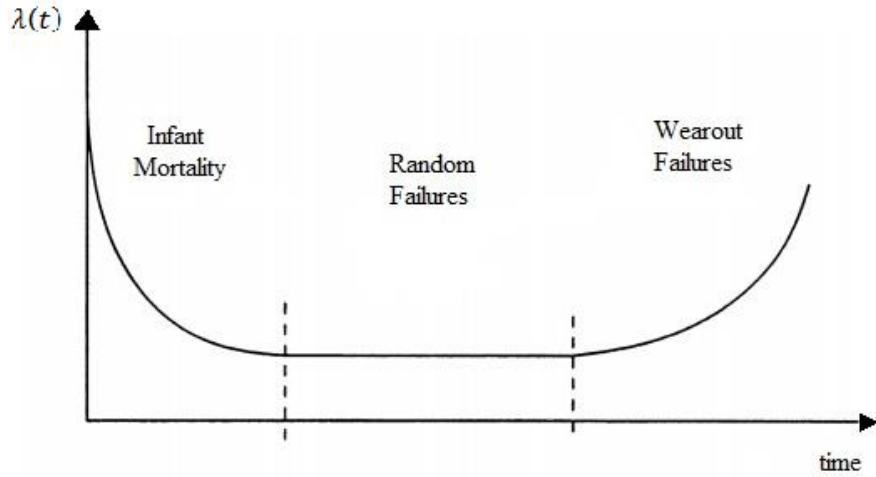 λ(t)
Infant
Mortality
Random
Failures
Wearout
Failures
time